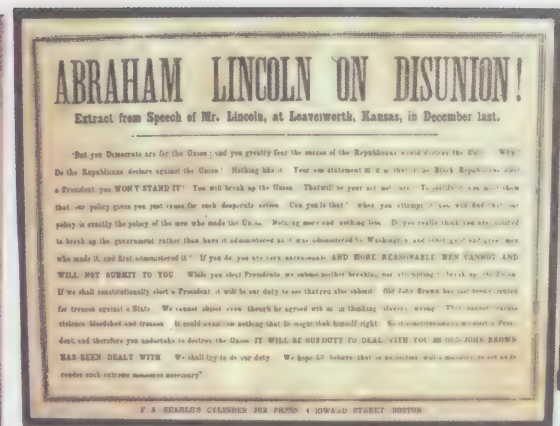 ABRAHAM LINCOLN ON DISUNION!
Extract from Speech of Mr. Lincoln, at Leavenworth, Kansas, in December last.
"But you Democrats are for the Union; and you greatly fear the success of the Republicans would destroy the Union Why?
Do the Republicans declare against the Union? Nothing like it Your own statement of it is that if the Black Republicans elect
a President you WON'T STAND IT! You will break up the Union That will be your act not ours To justify it you must show
that our policy gives you just cause for such desperate action Can you do that? when you attempt it you will find that our
policy is exactly the policy of the men who made the Union Nothing more and nothing less Do you really think you are entitled
to break up the government rather than have it administered as it was administered by Washington and other good and great men
who made it, and first administered it? If you do you are very unreasonable AND MORE REASONABLE MEN CANNOT AND
WILL NOT SUBMIT TO YOU While you elect Presidents we submit neither breaking nor attempting to break up the Union
If we shall constitutionally elect a President it will be our duty to see that you also submit Old John Brown has just been executed
for treason against a State We cannot object even though he agreed with us in thinking slavery wrong That cannot excuse
violence bloodshed and treason It could avail him nothing that he might think himself right So if constitutionally we elect a Presi-
dent and therefore you undertake to destroy the Union IT WILL BE OUR DUTY TO DEAL WITH YOU AS OLD JOHN BROWN
HAS BEEN DEALT WITH We shall try to do our duty We hope and believe that in no section will a majority so act as to
render such extreme measures necessary"
F A SEARLE'S CYLINDER JOB PRESS 4 EDWARD STREET BOSTON